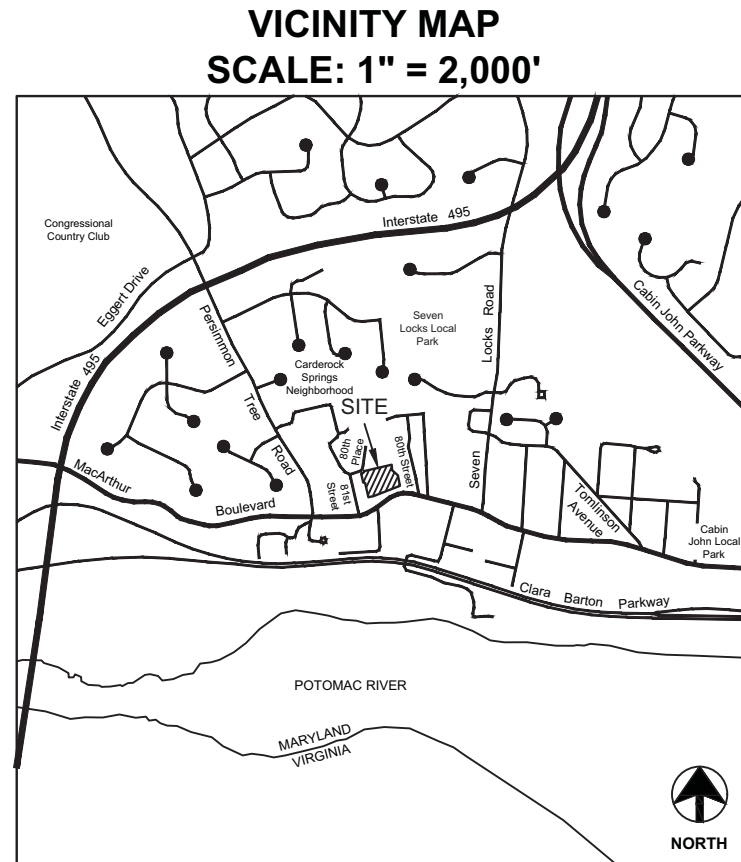 VICINITY MAP
SCALE: 1" = 2,000'
Interstate 495
Congressional
Country Club
Eggert Drive
Persimmon
Tree
Road
Seven
Locks Local
Park
Locks Road
Seven
Cabin John Parkway
Interstate 495
Carderock
Springs
Neighborhood
SITE
80th
Place
80th Street
81st
Street
MacArthur
Boulevard
Tomlinson
Avenue
Cabin
John Local
Park
Clara Barton Parkway
POTOMAC RIVER
MARYLAND
VIRGINIA
NORTH